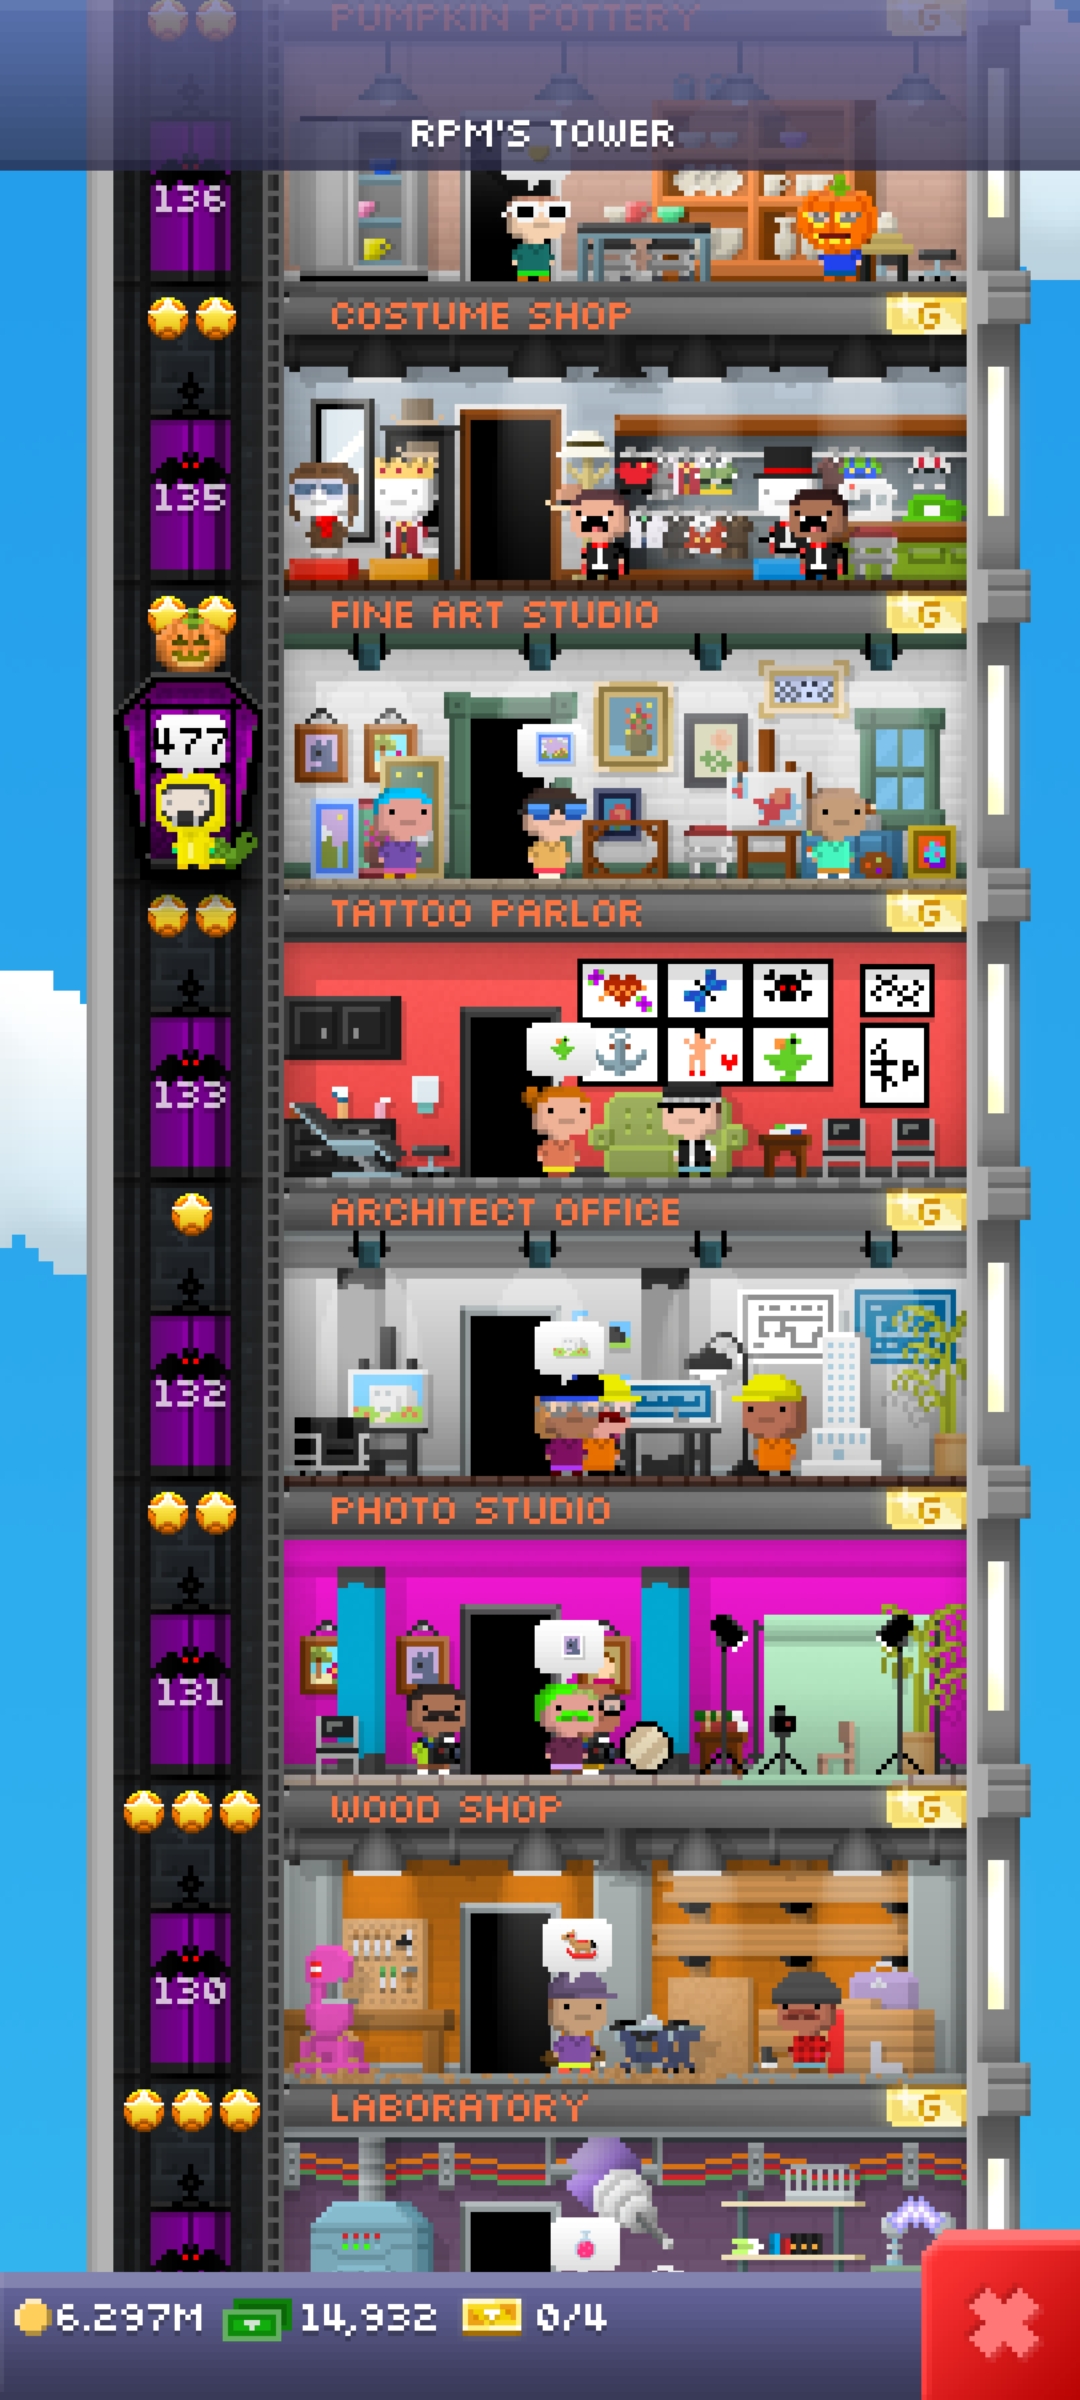 PUMPKIN POTTERY G
RPM'S TOWER
136
COSTUME SHOP G
135
FINE ART STUDIO G
477
TATTOO PARLOR G
133
ARCHITECT OFFICE G
132
PHOTO STUDIO G
131
WOOD SHOP G
130
LABORATORY G
6.297M 14,932 0/4